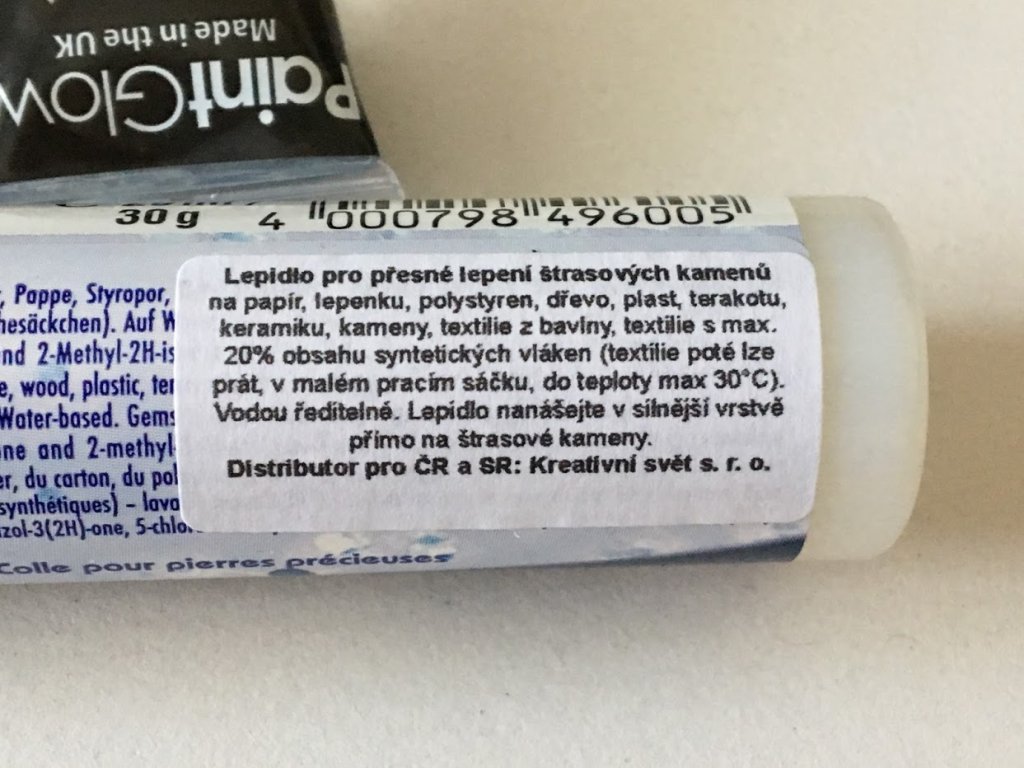 Made in the UK
PaintGlow
30 g 4 000798 496005
, Pappe, Styropor,
hesäckchen). Auf W
nd 2-Methyl-2H-is
e, wood, plastic, ter
Water-based. Gems
ne and 2-methyl-
er, du carton, du pol
synthétiques) – lava
zol-3(2H)-one, 5-chlo
Colle pour pierres précieuses
Lepidlo pro přesné lepení štrasových kamenů
na papír, lepenku, polystyren, dřevo, plast, terakotu,
keramiku, kameny, textilie z bavlny, textilie s max.
20% obsahu syntetických vláken (textilie poté lze
prát, v malém pracím sáčku, do teploty max 30°C).
Vodou ředitelné. Lepidlo nanášejte v silnější vrstvě
přímo na štrasové kameny.
Distributor pro ČR a SR: Kreativní svět s. r. o.